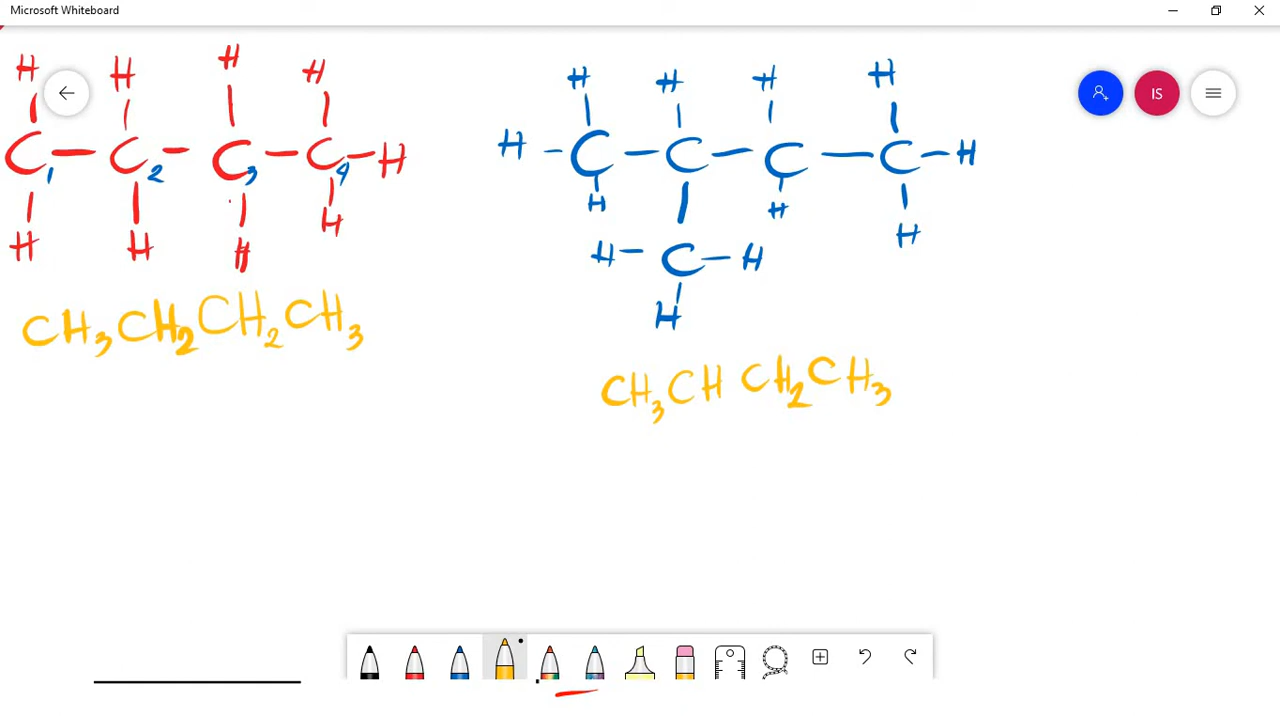 Microsoft Whiteboard
H H H H
C1 - C2 - C3 - C4 - H
H H H H
CH3CH2CH2CH3
H H H H
H - C - C - C - C - H
H H H
H - C - H
H
CH3CH CH2CH3
IS